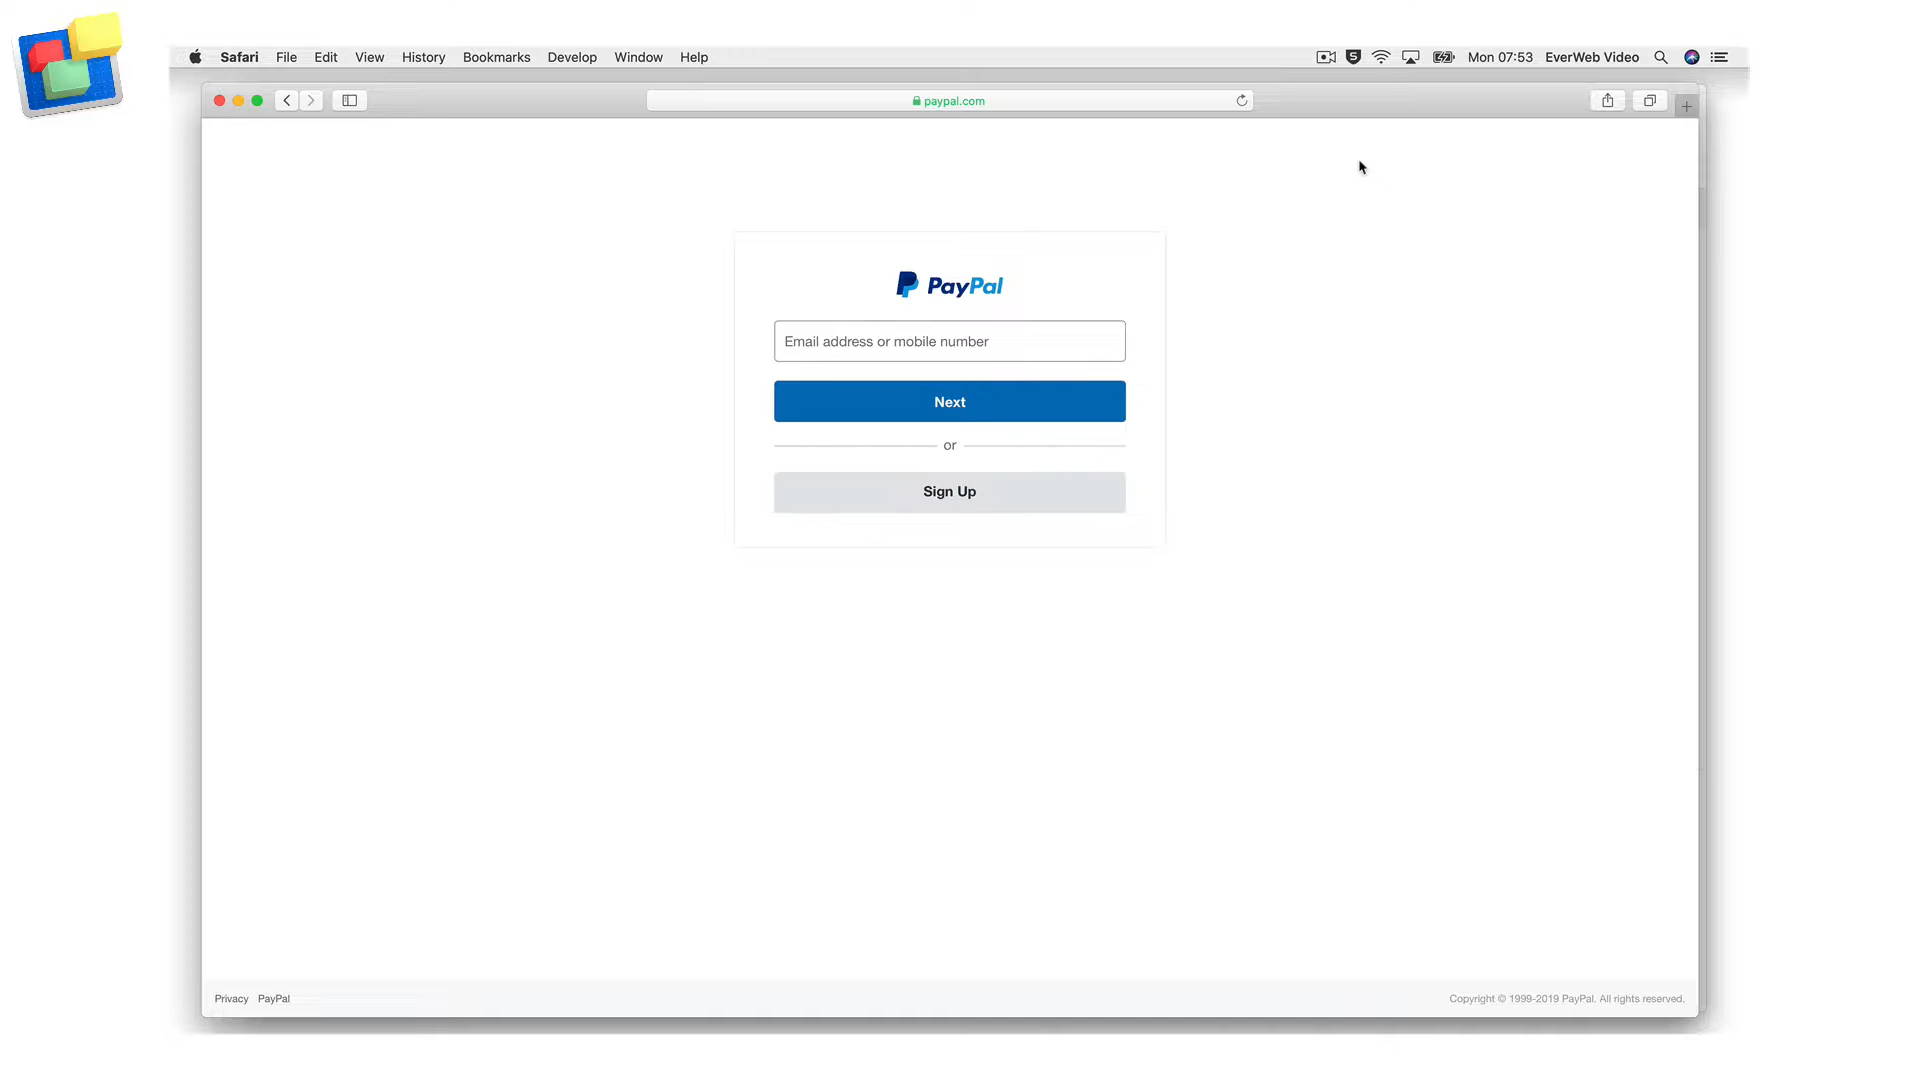 Safari File Edit View History Bookmarks Develop Window Help Mon 07:53 EverWeb Video
paypal.com
PayPal
Email address or mobile number
Next
or
Sign Up
Privacy PayPal Copyright © 1999-2019 PayPal. All rights reserved.